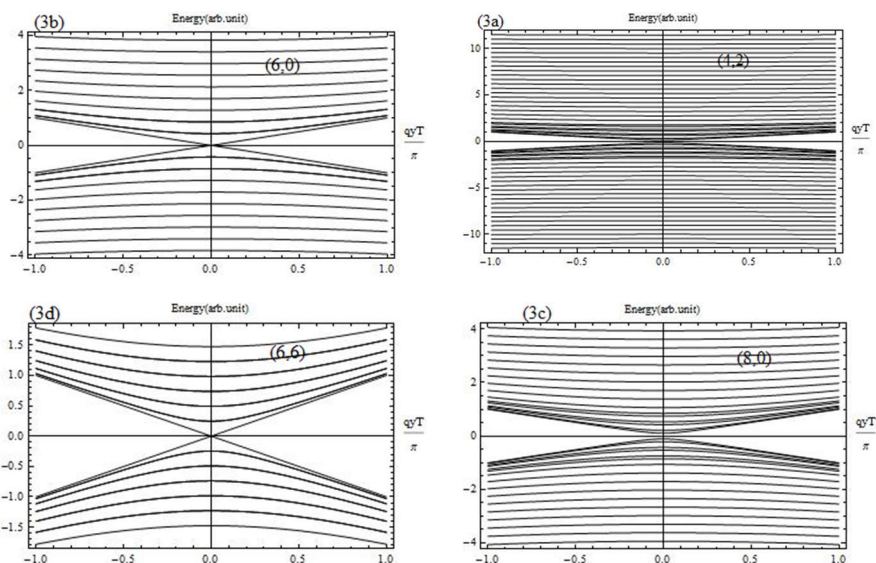 (3b)
Energy(arb.unit)
(6,0)
4
2
0
−2
−4
−1.0 −0.5 0.0 0.5 1.0
qyT
π
(3a)
Energy(arb.unit)
(4,2)
10
5
0
−5
−10
−1.0 −0.5 0.0 0.5 1.0
qyT
π
(3d)
Energy(arb.unit)
(6,6)
1.5
1.0
0.5
0.0
−0.5
−1.0
−1.5
−1.0 −0.5 0.0 0.5 1.0
qyT
π
(3c)
Energy(arb.unit)
(8,0)
4
2
0
−2
−4
−1.0 −0.5 0.0 0.5 1.0
qyT
π